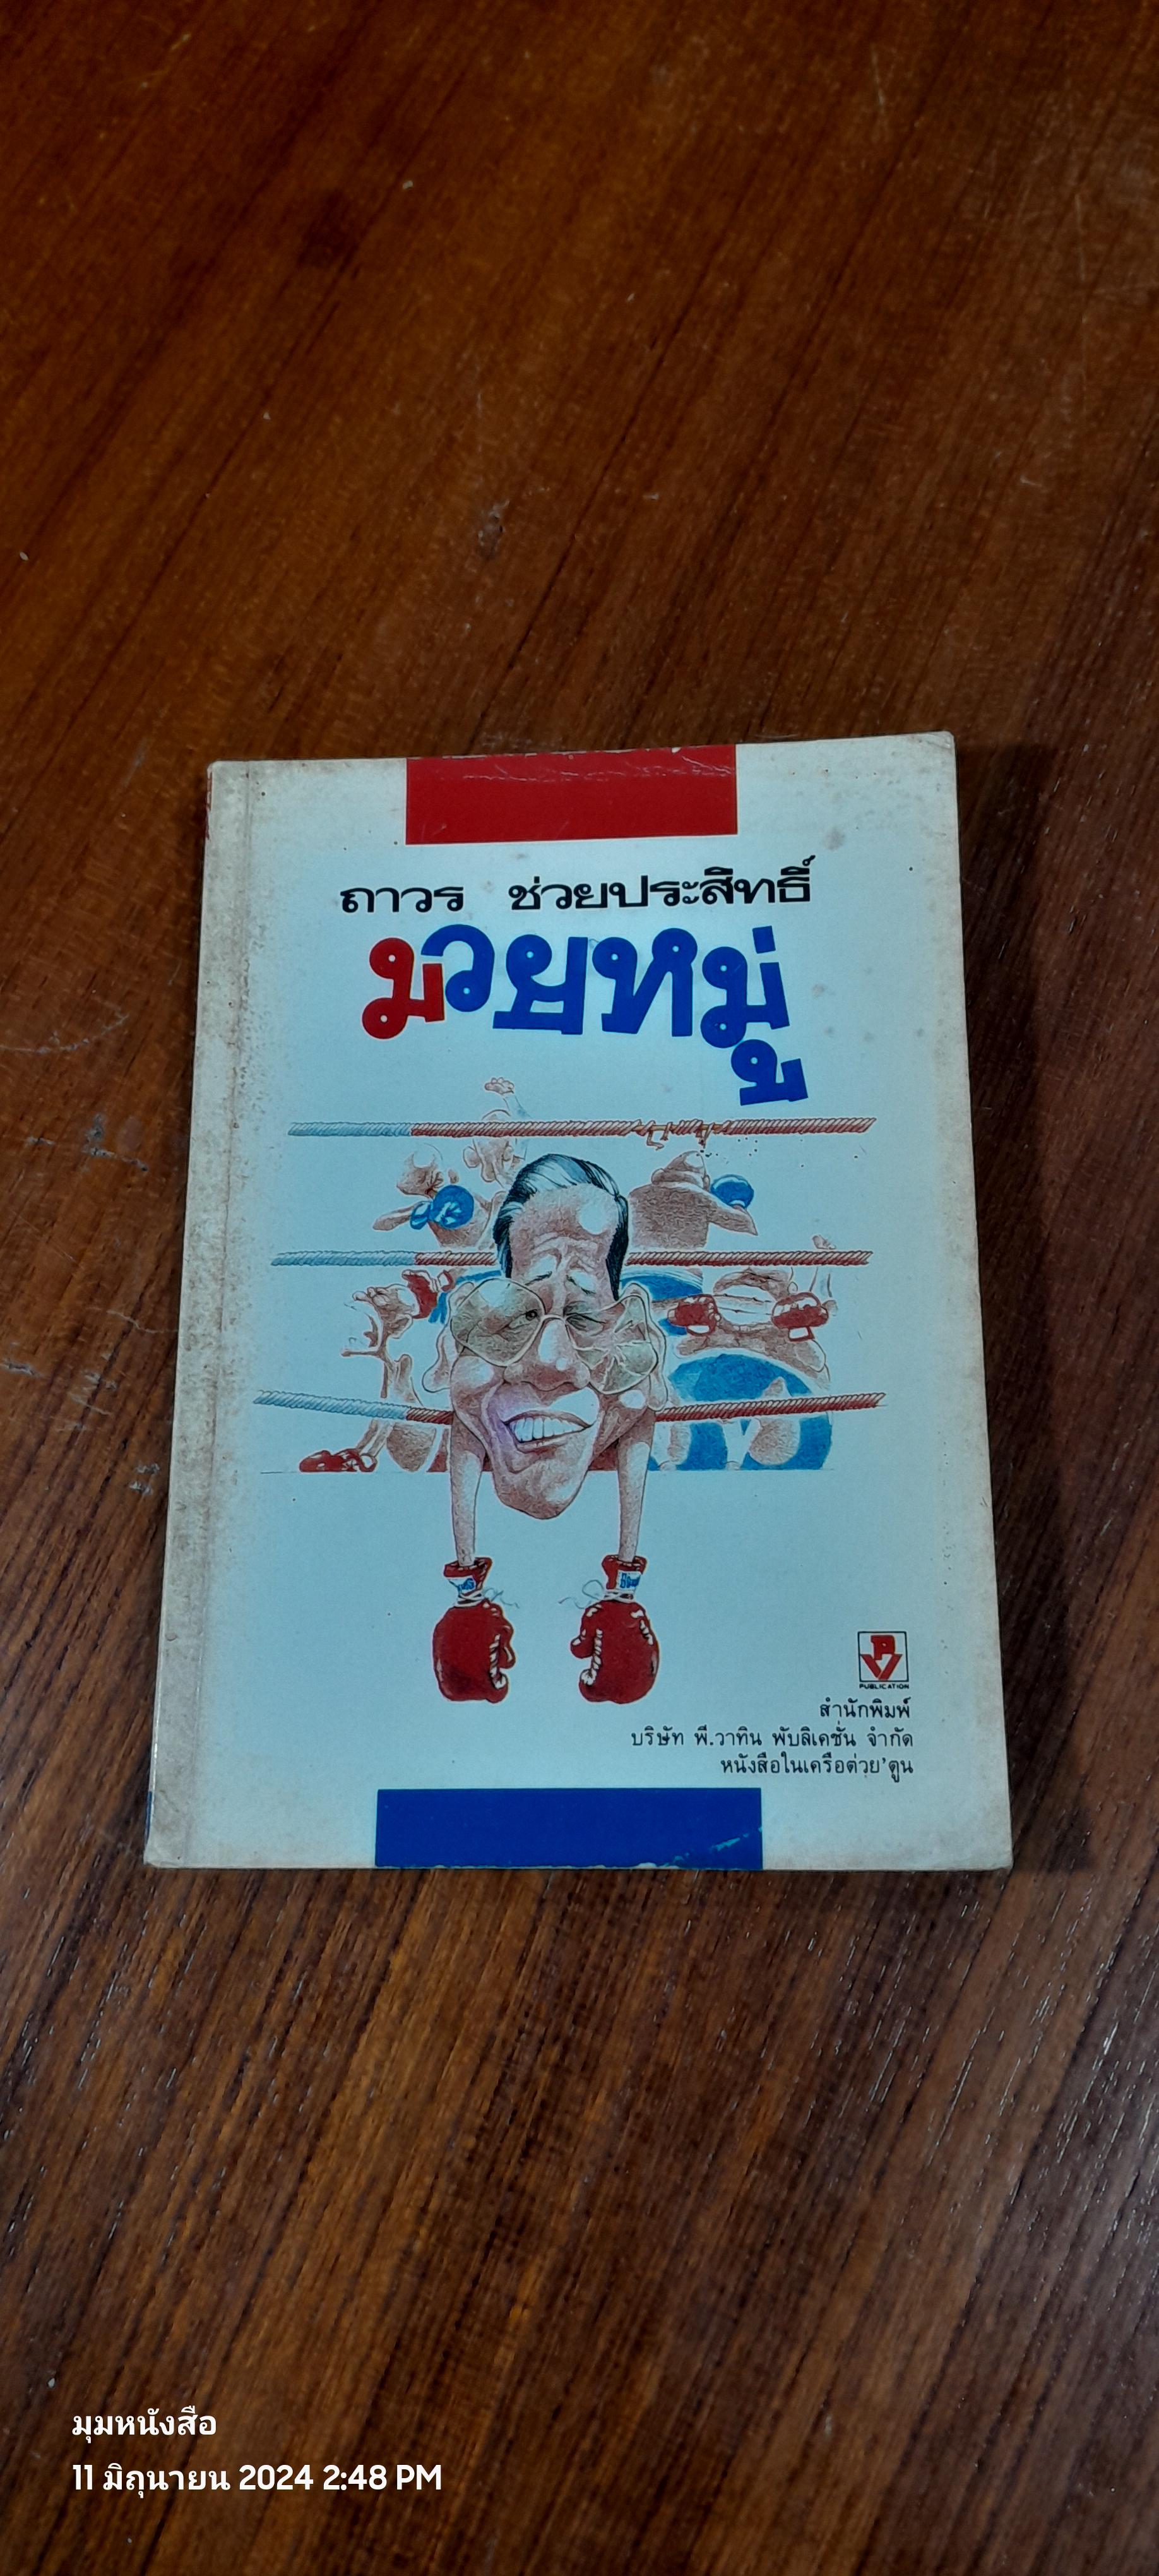 ถาวร ช่วยประสิทธิ์
มวยหมู่
PUBLICATION
สำนักพิมพ์
บริษัท พี.วาทิน พับลิเคชั่น จำกัด
หนังสือในเครือต่วย'ตูน
มุมหนังสือ
11 มิถุนายน 2024 2:48 PM